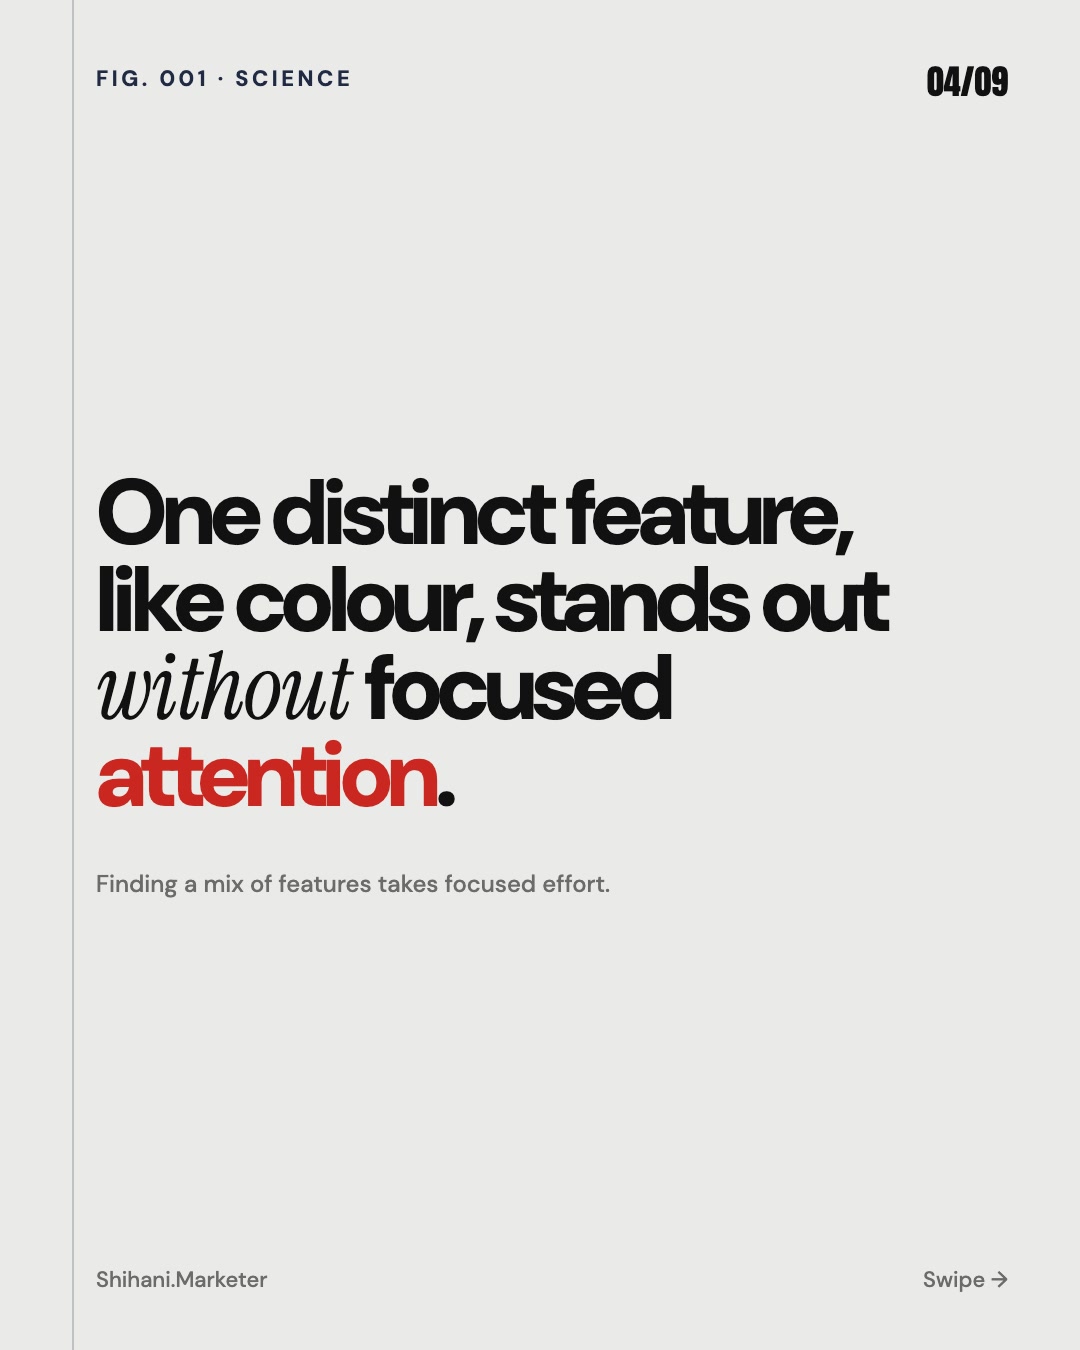 FIG. 001 · SCIENCE
04/09
One distinct feature,
like colour, stands out
without focused
attention.
Finding a mix of features takes focused effort.
Shihani.Marketer
Swipe →